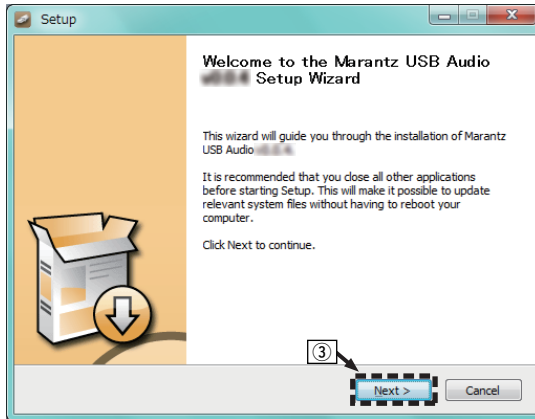 Setup
Welcome to the Marantz USB Audio
Setup Wizard
This wizard will guide you through the installation of Marantz
USB Audio
It is recommended that you close all other applications
before starting Setup. This will make it possible to update
relevant system files without having to reboot your
computer.
Click Next to continue.
③
Next >
Cancel